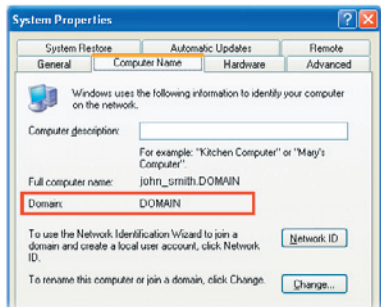 System Properties
System Restore Automatic Updates Remote
General Computer Name Hardware Advanced
Windows uses the following information to identify your computer
on the network.
Computer description:
For example: "Kitchen Computer" or "Mary's
Computer".
Full computer name: john_smith.DOMAIN
Domain: DOMAIN
To use the Network Identification Wizard to join a
domain and create a local user account, click Network
ID.
Network ID
To rename this computer or join a domain, click Change.
Change...